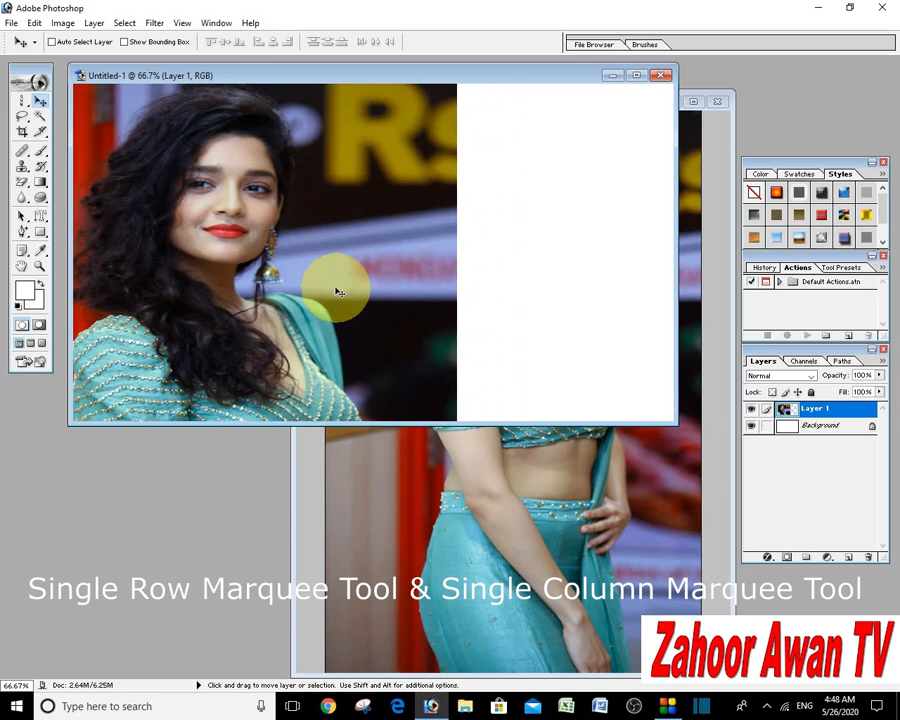 Adobe Photoshop
File Edit Image Layer Select Filter View Window Help
Auto Select Layer Show Bounding Box File Browser Brushes
Untitled-1 @ 66.7% (Layer 1, RGB)
Rs
Color Swatches Styles
History Actions Tool Presets
Default Actions.atn
Layers Channels Paths
Normal Opacity: 100%
Lock: Fill: 100%
Layer 1
Background
Single Row Marquee Tool & Single Column Marquee Tool
Zahoor Awan TV
66.67% Doc: 2.64M/6.25M Click and drag to move layer or selection. Use Shift and Alt for additional options.
Type here to search
ENG
4:48 AM
5/26/2020